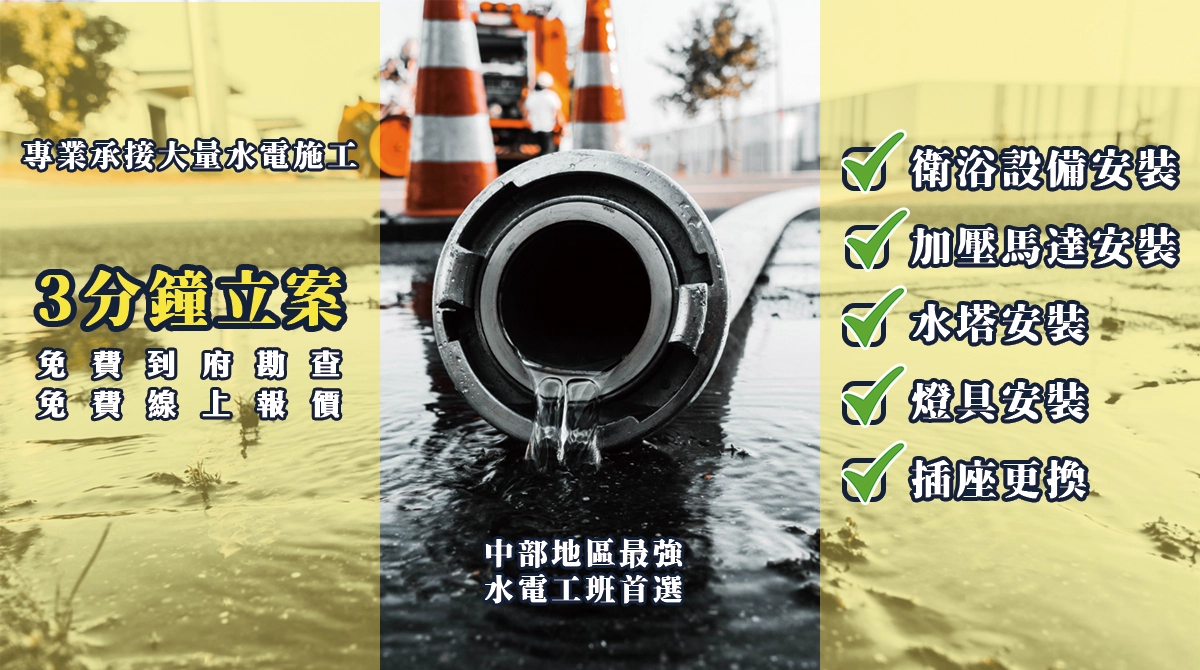 專業承接大量水電施工
3分鐘立案
免費到府勘查
免費線上報價
中部地區最強
水電工班首選
衛浴設備安裝
加壓馬達安裝
水塔安裝
燈具安裝
插座更換